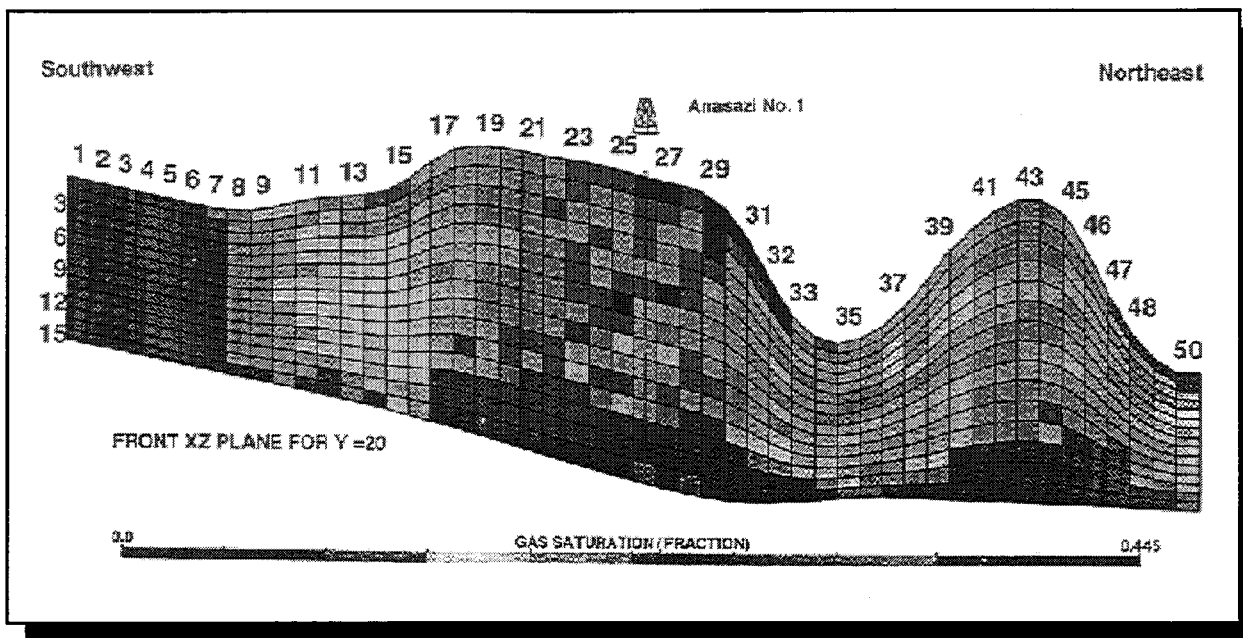 Southwest
Northeast
Anasazi No. 1
1 2 3 4 5 6 7 8 9 11 13 15 17 19 21 23 25 27 29 31 32 33 35 37 39 41 43 45 46 47 48 50
3
6
9
12
15
FRONT XZ PLANE FOR Y =20
0.0 GAS SATURATION (FRACTION) 0.445